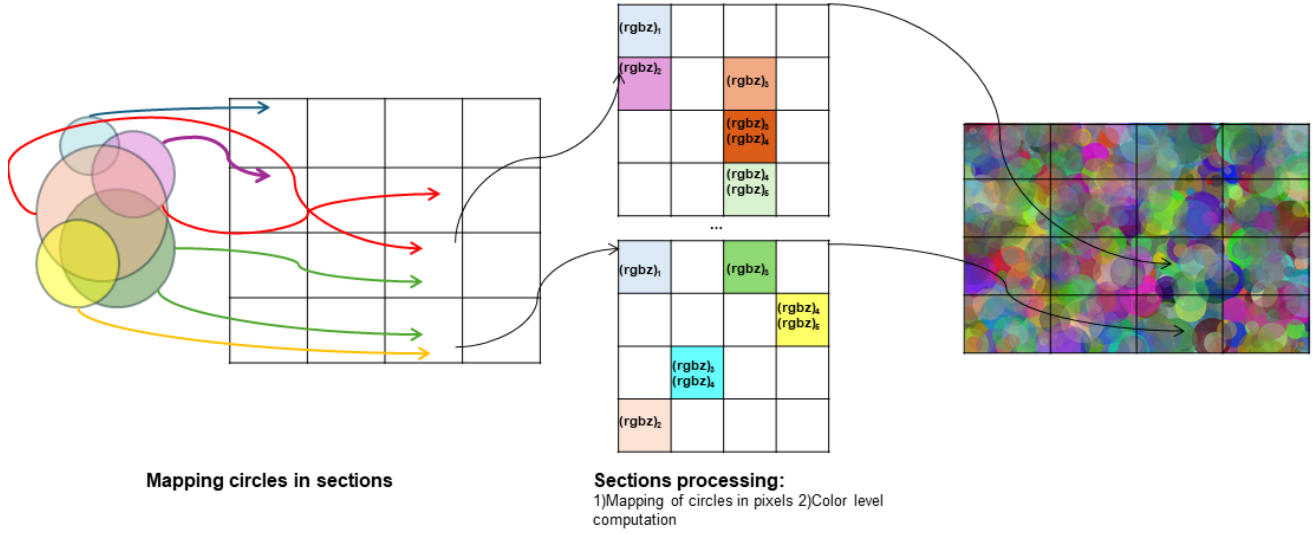 (rgbz)₁
(rgbz)₂
(rgbz)₃
(rgbz)₃
(rgbz)₄
(rgbz)₄
(rgbz)₅
...
(rgbz)₁
(rgbz)₃
(rgbz)₄
(rgbz)₅
(rgbz)₃
(rgbz)₄
(rgbz)₂
Mapping circles in sections
Sections processing:
1)Mapping of circles in pixels 2)Color level
computation